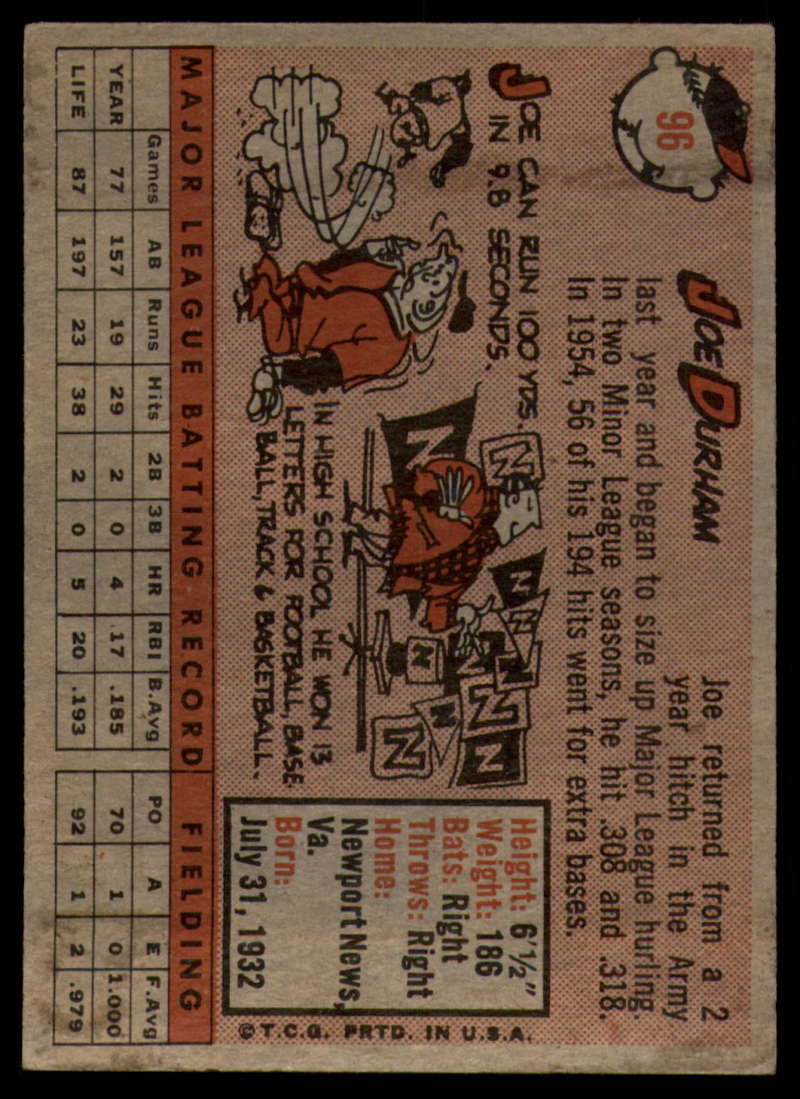 96
JOE DURHAM
Joe returned from a 2
year hitch in the Army
last year and began to size up Major League hurling.
In two Minor League seasons, he hit .308 and .318.
In 1954, 56 of his 194 hits went for extra bases.
JOE CAN RUN 100 YDS.
IN 9.8 SECONDS.
N
N
N
N
N
N
N
N
N
N
N
IN HIGH SCHOOL HE WON 13
LETTERS FOR FOOTBALL, BASE-
BALL, TRACK & BASKETBALL.
Height: 6'½"
Weight: 186
Bats: Right
Throws: Right
Home:
Newport News,
Va.
Born:
July 31, 1932
©T.C.G. PRTD. IN U.S.A.
MAJOR LEAGUE BATTING RECORD FIELDING
Games AB Runs Hits 2B 3B HR RBI B.Avg PO A E F.Avg
YEAR 77 157 19 29 2 0 4 17 .185 70 1 0 1.000
LIFE 87 197 23 38 2 0 5 20 .193 92 1 2 .979